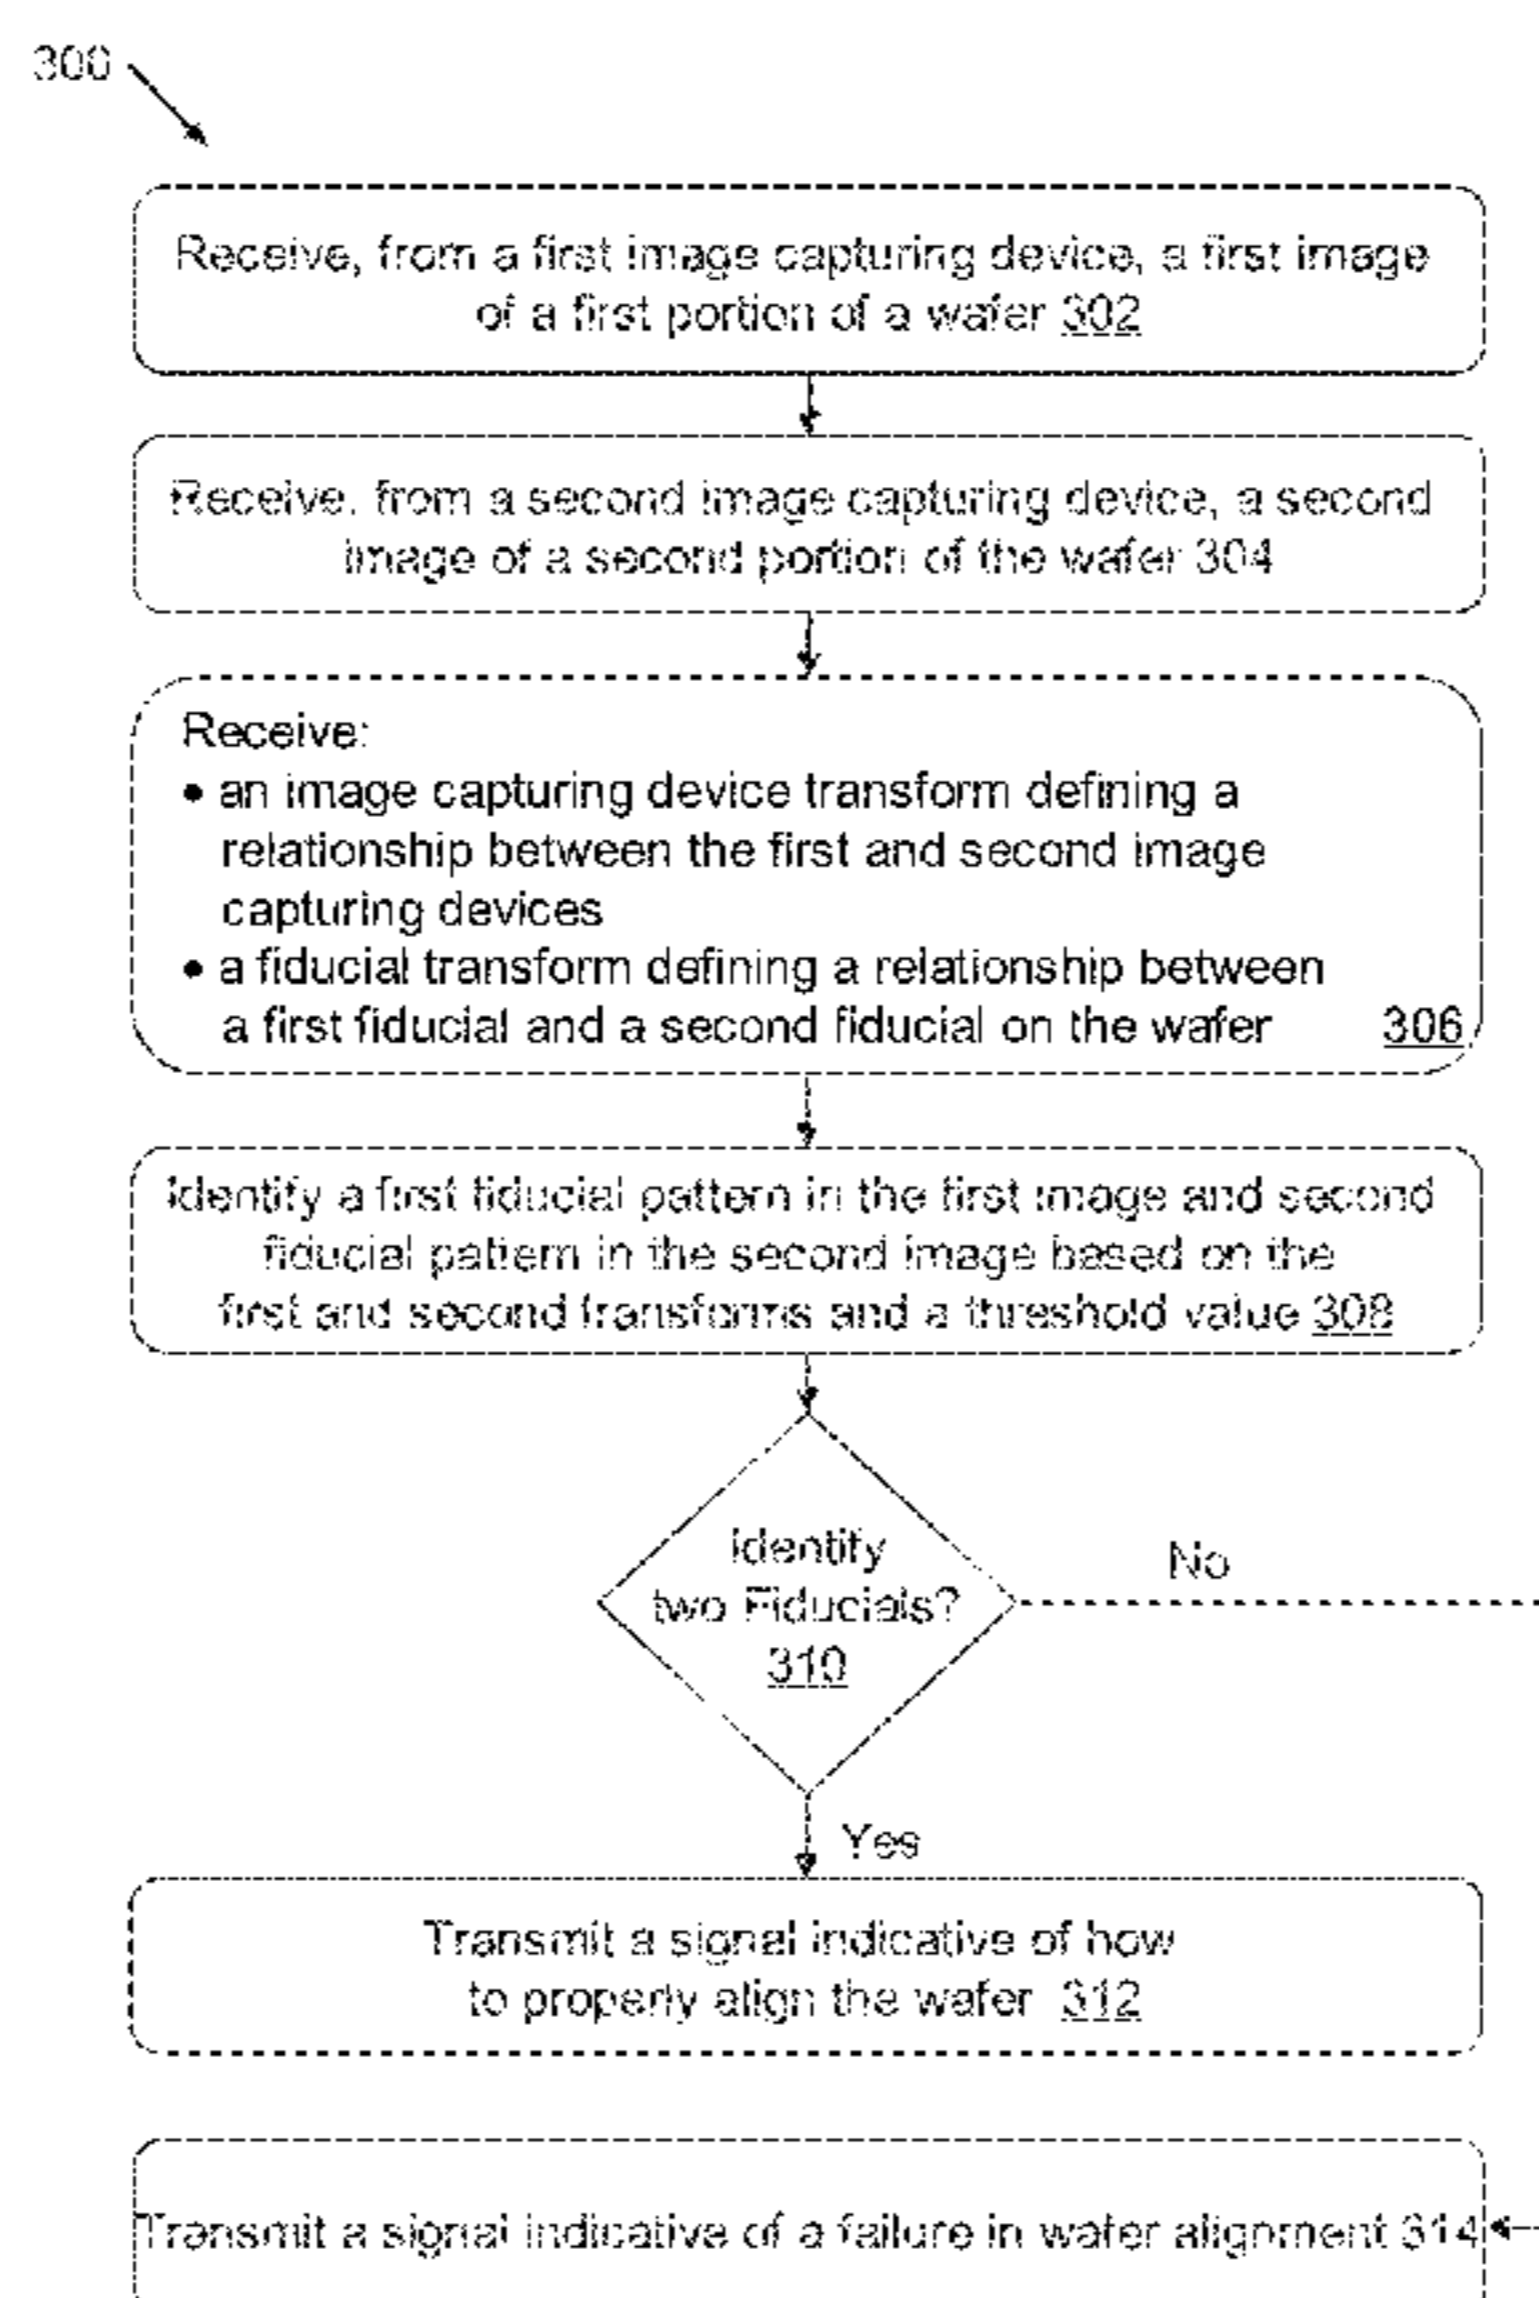 300
Receive, from a first image capturing device, a first image
of a first portion of a wafer 302
Receive, from a second image capturing device, a second
image of a second portion of the wafer 304
Receive:
• an image capturing device transform defining a
relationship between the first and second image
capturing devices
• a fiducial transform defining a relationship between
a first fiducial and a second fiducial on the wafer 306
Identify a first fiducial pattern in the first image and second
fiducial pattern in the second image based on the
first and second transforms and a threshold value 308
Identify
two Fiducials?
310
No
Yes
Transmit a signal indicative of how
to properly align the wafer 312
Transmit a signal indicative of a failure in wafer alignment 314